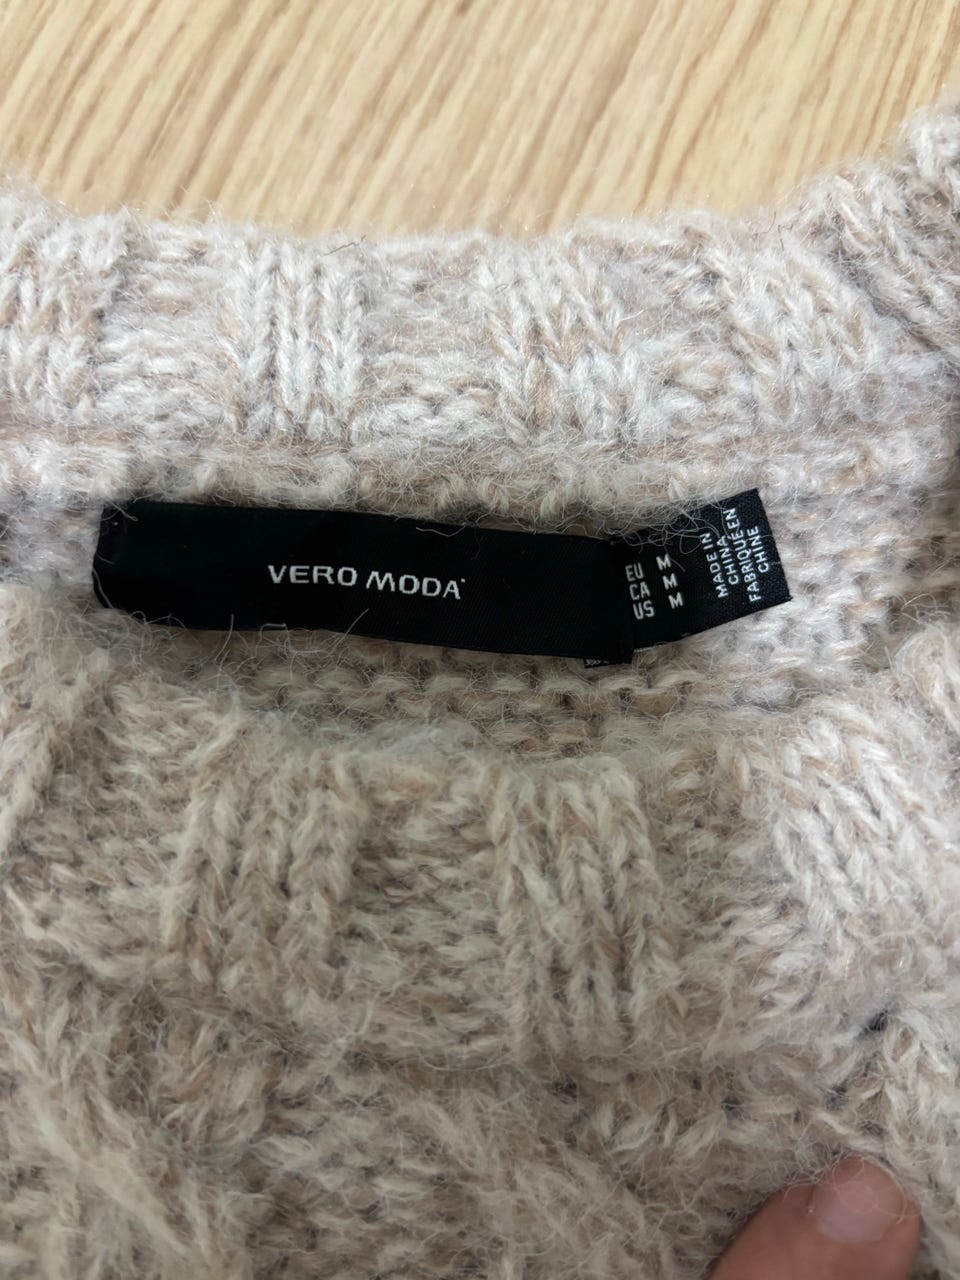 VERO MODA
EU M
CA M
US M
MADE IN
CHINA
FABRIQUÉ EN
CHINE